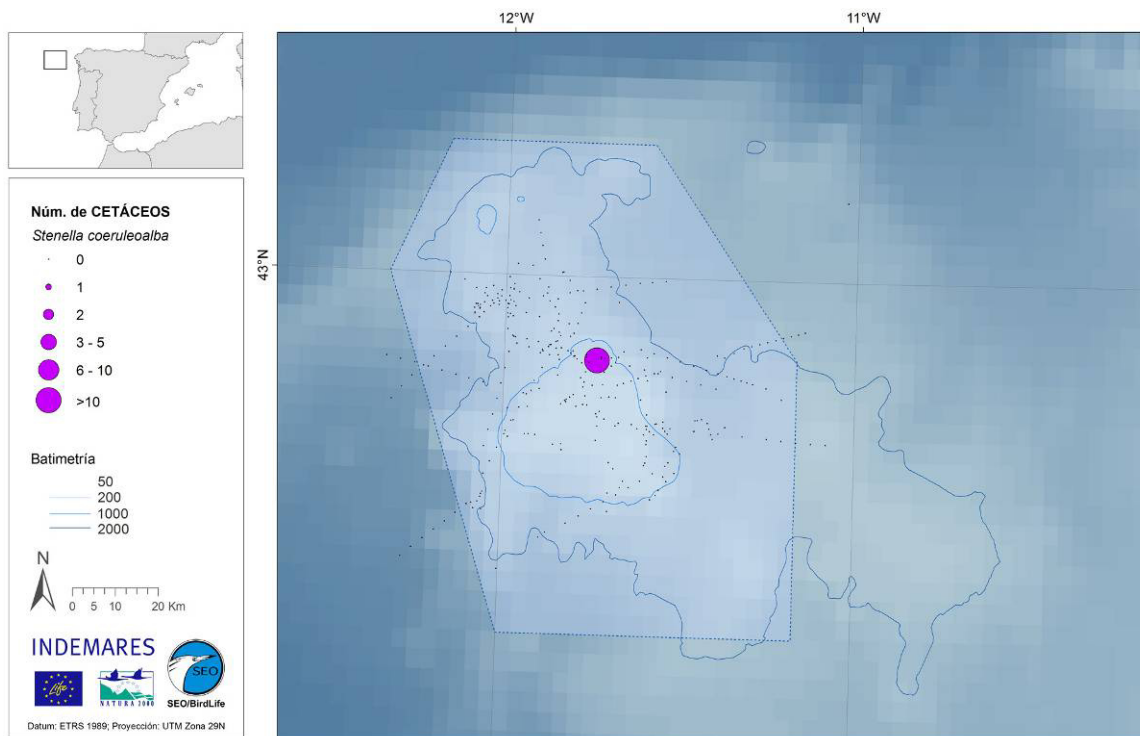 12°W
11°W
43°N
Núm. de CETÁCEOS
Stenella coeruleoalba
0
1
2
3 - 5
6 - 10
>10
Batimetría
50
200
1000
2000
N
0 5 10 20 Km
INDEMARES
Life
NATURA 2000
SEO
SEO/BirdLife
Datum: ETRS 1989; Proyección: UTM Zona 29N